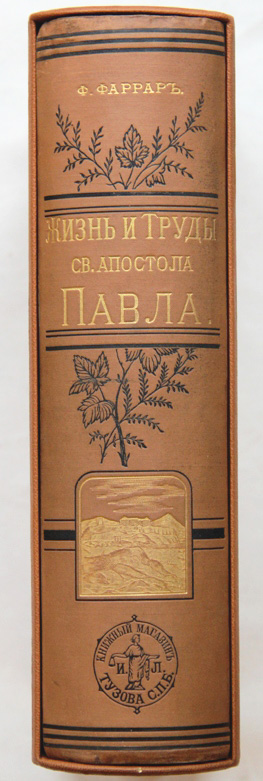 Ф. ФАРРАРЪ.
ЖИЗНЬ И ТРУДЫ
СВ. АПОСТОЛА
ПАВЛА.
КНИЖНЫЙ МАГАЗИНЪ
И. Л.
ТУЗОВА С.П.Б.